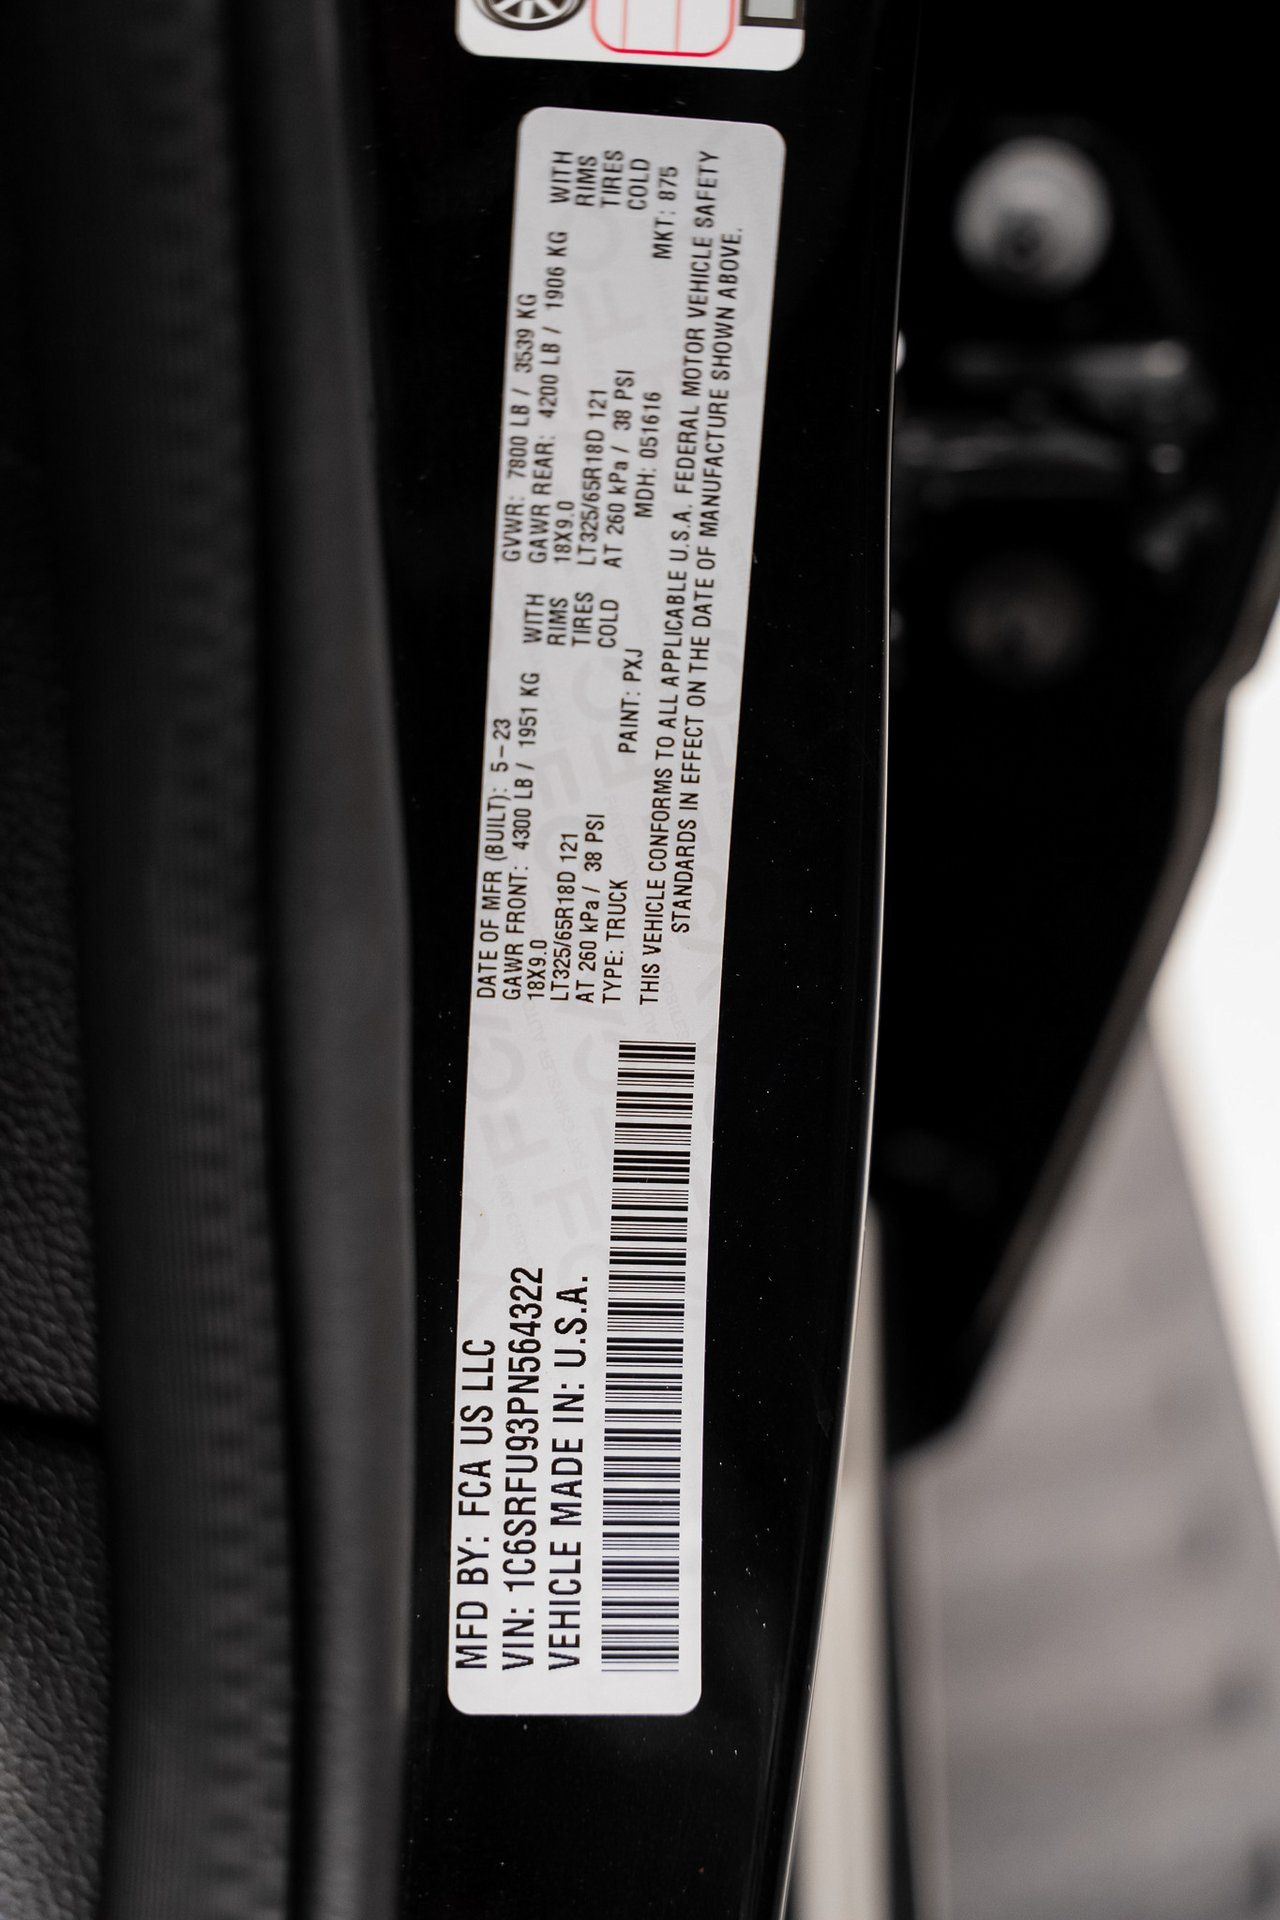 MFD BY: FCA US LLC
VIN: 1C6SRFU93PN564322
VEHICLE MADE IN: U.S.A.
DATE OF MFR (BUILT): 5-23
GAWR FRONT: 4300 LB / 1951 KG WITH
18X9.0 RIMS
LT325/65R18D 121 TIRES
AT 260 kPa / 38 PSI COLD
TYPE: TRUCK PAINT: PXJ
GVWR: 7800 LB / 3539 KG
GAWR REAR: 4200 LB / 1906 KG WITH
18X9.0 RIMS
LT325/65R18D 121 TIRES
AT 260 kPa / 38 PSI COLD
MDH: 051616 MKT: 875
THIS VEHICLE CONFORMS TO ALL APPLICABLE U.S.A. FEDERAL MOTOR VEHICLE SAFETY
STANDARDS IN EFFECT ON THE DATE OF MANUFACTURE SHOWN ABOVE.